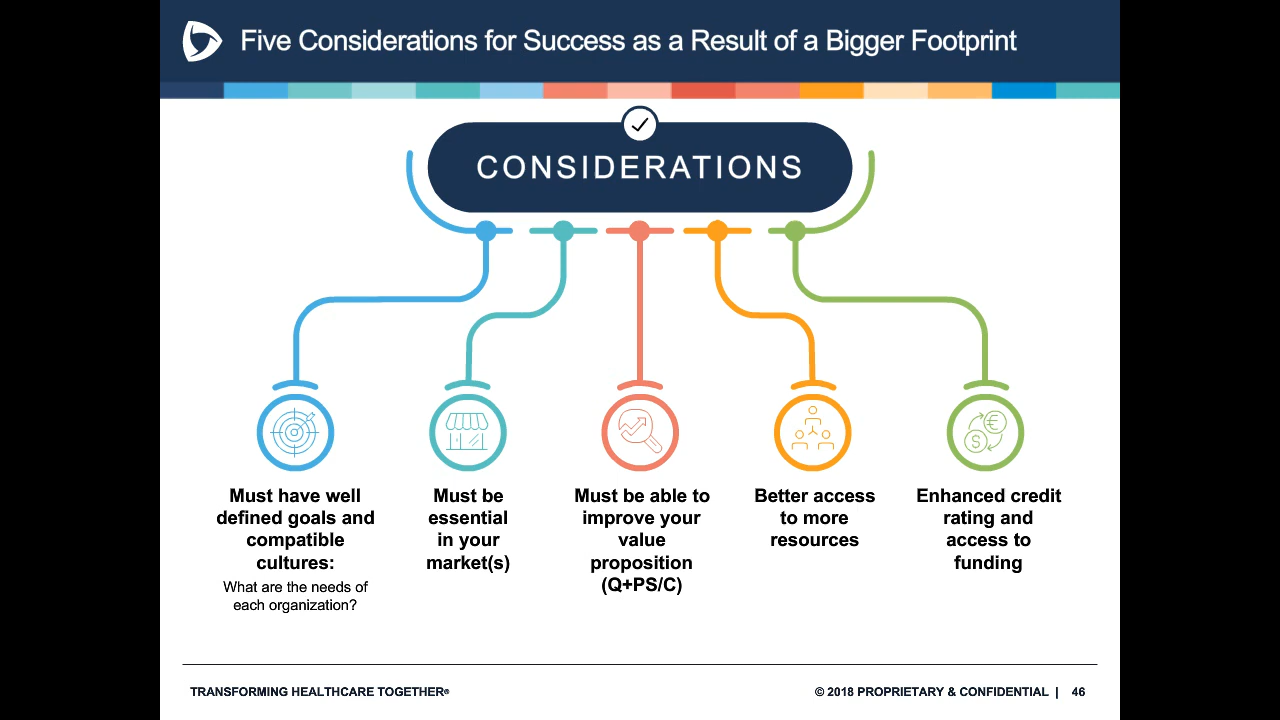 Five Considerations for Success as a Result of a Bigger Footprint
CONSIDERATIONS
Must have well
defined goals and
compatible
cultures:
What are the needs of
each organization?
Must be
essential
in your
market(s)
Must be able to
improve your
value
proposition
(Q+PS/C)
Better access
to more
resources
Enhanced credit
rating and
access to
funding
$
€
TRANSFORMING HEALTHCARE TOGETHER®
© 2018 PROPRIETARY & CONFIDENTIAL | 46